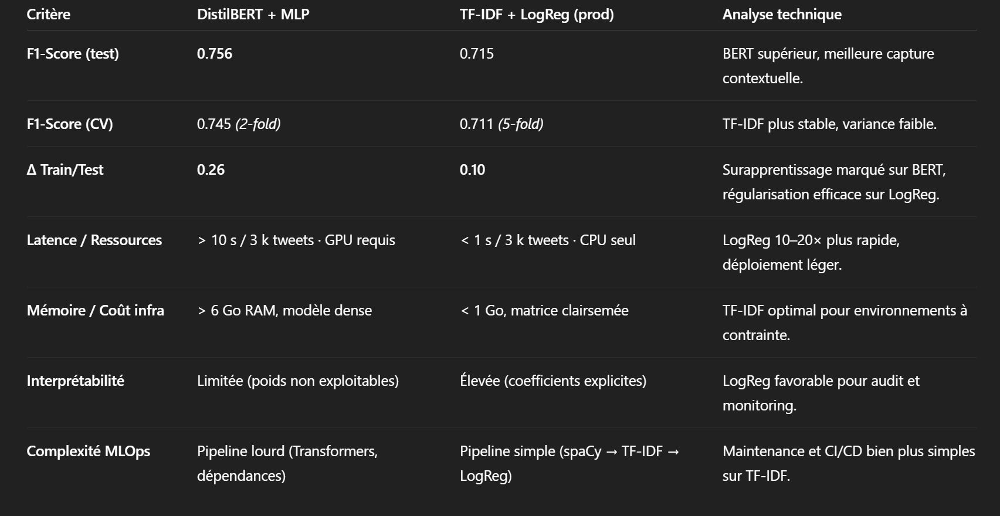 Critère DistilBERT + MLP TF-IDF + LogReg (prod) Analyse technique
F1-Score (test) 0.756 0.715 BERT supérieur, meilleure capture
contextuelle.
F1-Score (CV) 0.745 (2-fold) 0.711 (5-fold) TF-IDF plus stable, variance faible.
Δ Train/Test 0.26 0.10 Surapprentissage marqué sur BERT,
régularisation efficace sur LogReg.
Latence / Ressources > 10 s / 3 k tweets · GPU requis < 1 s / 3 k tweets · CPU seul LogReg 10–20× plus rapide,
déploiement léger.
Mémoire / Coût infra > 6 Go RAM, modèle dense < 1 Go, matrice clairsemée TF-IDF optimal pour environnements à
contrainte.
Interprétabilité Limitée (poids non exploitables) Élevée (coefficients explicites) LogReg favorable pour audit et
monitoring.
Complexité MLOps Pipeline lourd (Transformers, Pipeline simple (spaCy → TF-IDF → Maintenance et CI/CD bien plus simples
dépendances) LogReg) sur TF-IDF.